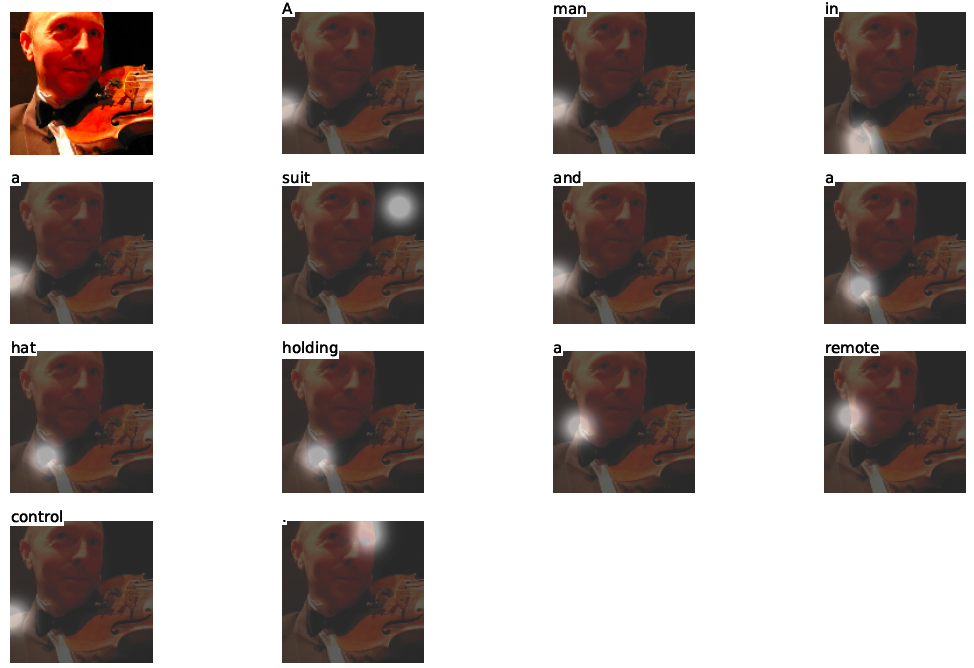 A man in
a suit and a
hat holding a remote
control .